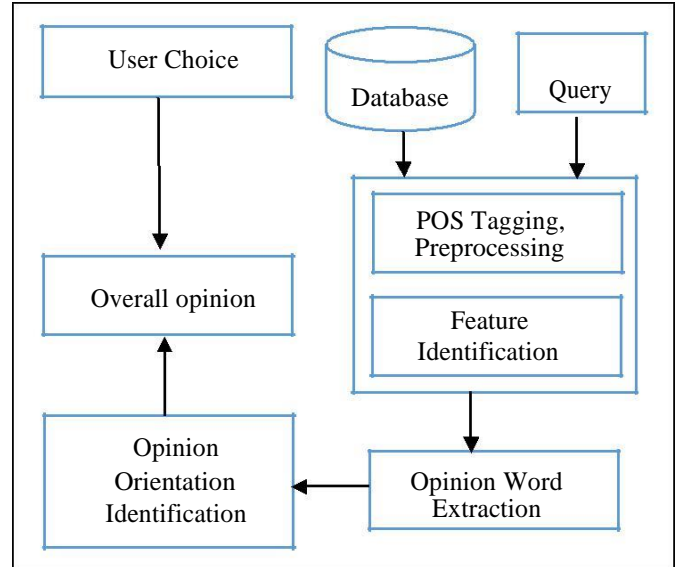 User Choice
Database
Query
POS Tagging,
Preprocessing
Overall opinion
Feature
Identification
Opinion
Orientation
Identification
Opinion Word
Extraction